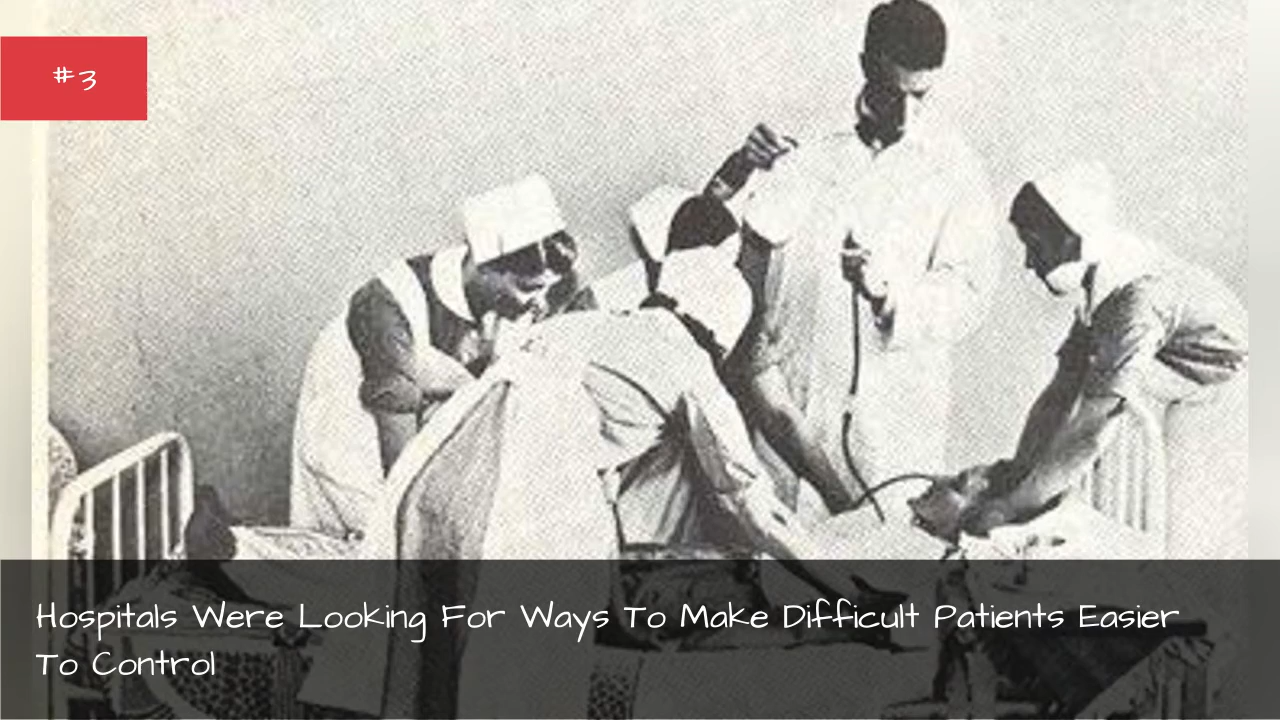 #3
Hospitals Were Looking For Ways To Make Difficult Patients Easier
To Control